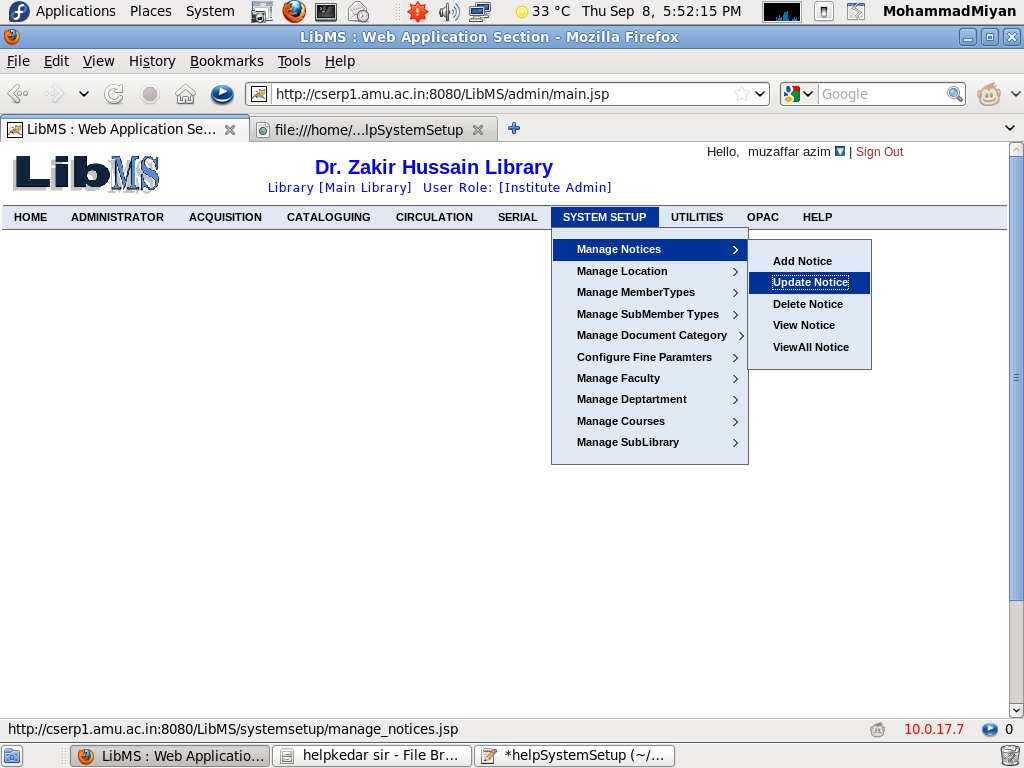 Applications Places System 33 °C Thu Sep 8, 5:52:15 PM MohammadMiyan
LibMS : Web Application Section - Mozilla Firefox
File Edit View History Bookmarks Tools Help
http://cserp1.amu.ac.in:8080/LibMS/admin/main.jsp Google
LibMS : Web Application Se... file:///home/...lpSystemSetup
LibMS
Hello, muzaffar azim | Sign Out
Dr. Zakir Hussain Library
Library [Main Library] User Role: [Institute Admin]
HOME ADMINISTRATOR ACQUISITION CATALOGUING CIRCULATION SERIAL SYSTEM SETUP UTILITIES OPAC HELP
Manage Notices
Manage Location
Manage MemberTypes
Manage SubMember Types
Manage Document Category
Configure Fine Paramters
Manage Faculty
Manage Deptartment
Manage Courses
Manage SubLibrary
Add Notice
Update Notice
Delete Notice
View Notice
ViewAll Notice
http://cserp1.amu.ac.in:8080/LibMS/systemsetup/manage_notices.jsp 10.0.17.7 0
LibMS : Web Applicatio... helpkedar sir - File Br... *helpSystemSetup (~/...